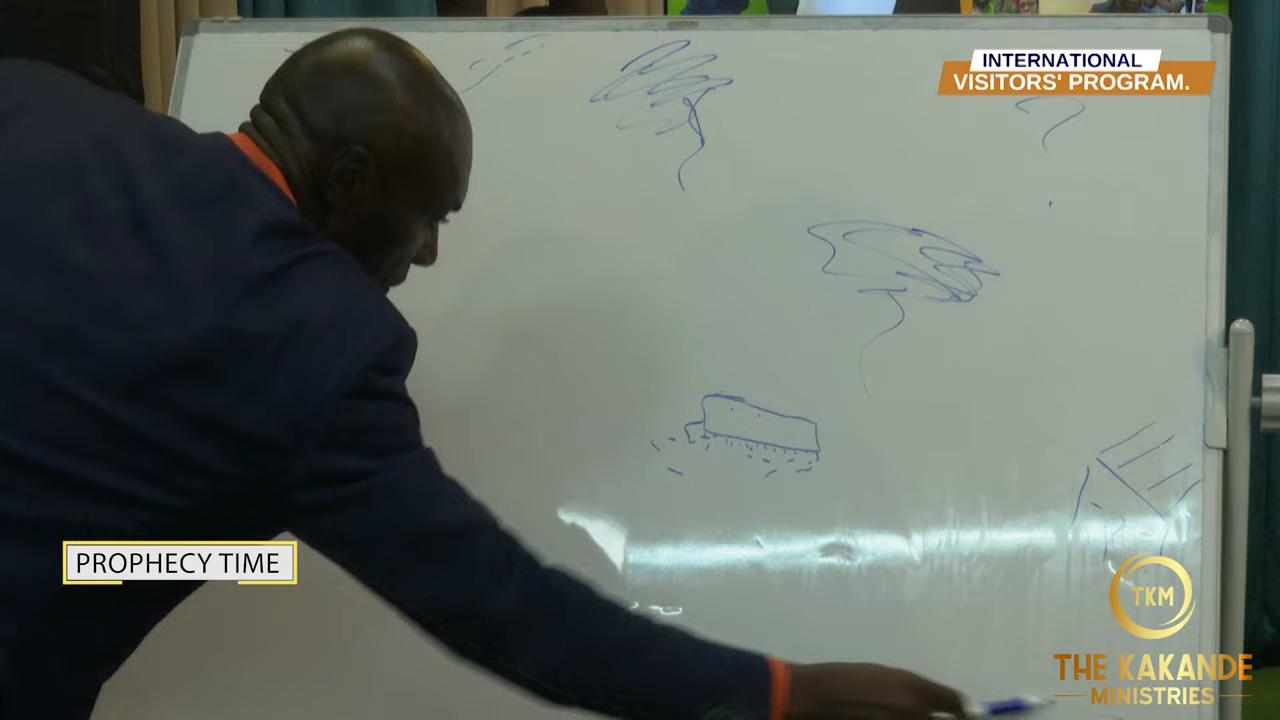 INTERNATIONAL
VISITORS' PROGRAM.
?
PROPHECY TIME
TKM
THE KAKANDE
MINISTRIES